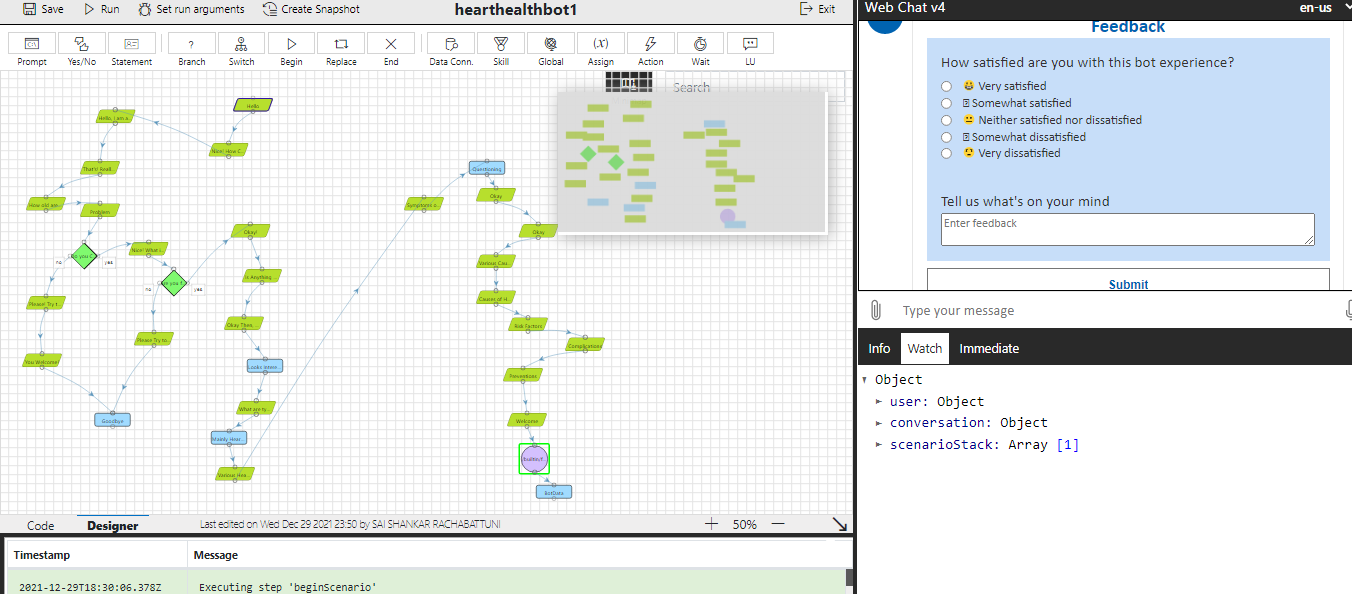 Save Run Set run arguments Create Snapshot hearthealthbot1 Exit
Prompt Yes/No Statement Branch Switch Begin Replace End Data Conn. Skill Global Assign Action Wait LU
Search
Hello
Hello, I am a..
Nice! How C..
That's! Reall..
How old are..
Problem
no
yes
Nice! What i..
no
yes
Please! Try t..
Please Try to..
You Welcome!
Goodbye
Okay!
Is Anything
Okay Then,..
Looks Intere..
What are ty..
Mainly Hear..
Various Hea..
Symptoms o..
Questioning
Okay
Okay
Various Cau..
Causes of H..
Risk Factors
Complications
Preventions
Welcome
BotData
Code Designer Last edited on Wed Dec 29 2021 23:50 by SAI SHANKAR RACHABATTUNI 50%
Timestamp Message
2021-12-29T18:30:06.378Z Executing step 'beginScenario'
Web Chat v4 en-us
Feedback
How satisfied are you with this bot experience?
Very satisfied
Somewhat satisfied
Neither satisfied nor dissatisfied
Somewhat dissatisfied
Very dissatisfied
Tell us what's on your mind
Enter feedback
Submit
Type your message
Info Watch Immediate
Object
user: Object
conversation: Object
scenarioStack: Array [1]